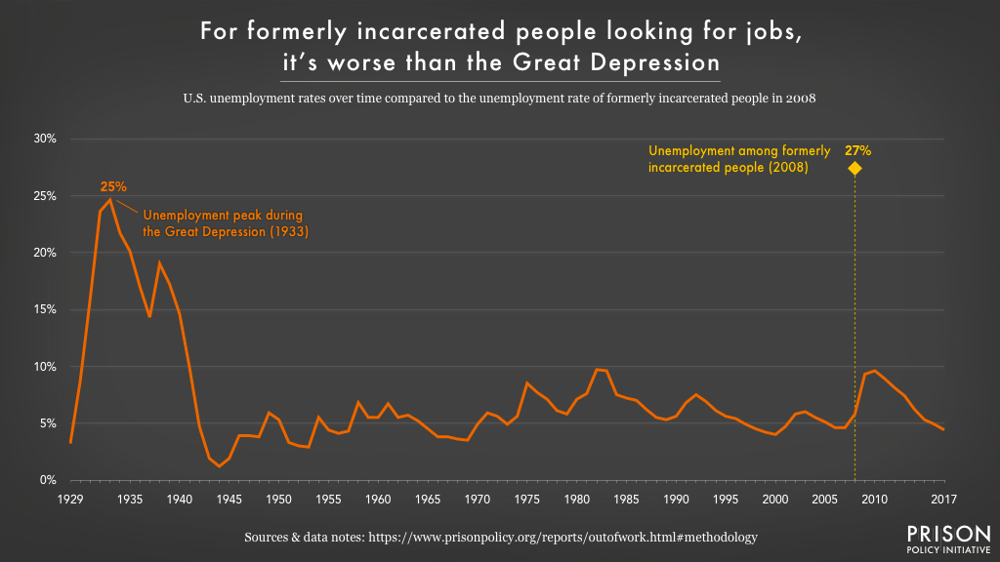 For formerly incarcerated people looking for jobs,
it’s worse than the Great Depression
U.S. unemployment rates over time compared to the unemployment rate of formerly incarcerated people in 2008
30%
25%
20%
15%
10%
5%
0%
25%
Unemployment peak during
the Great Depression (1933)
Unemployment among formerly 27%
incarcerated people (2008)
1929 1935 1940 1945 1950 1955 1960 1965 1970 1975 1980 1985 1990 1995 2000 2005 2010 2017
Sources & data notes: https://www.prisonpolicy.org/reports/outofwork.html#methodology
PRISON
POLICY INITIATIVE